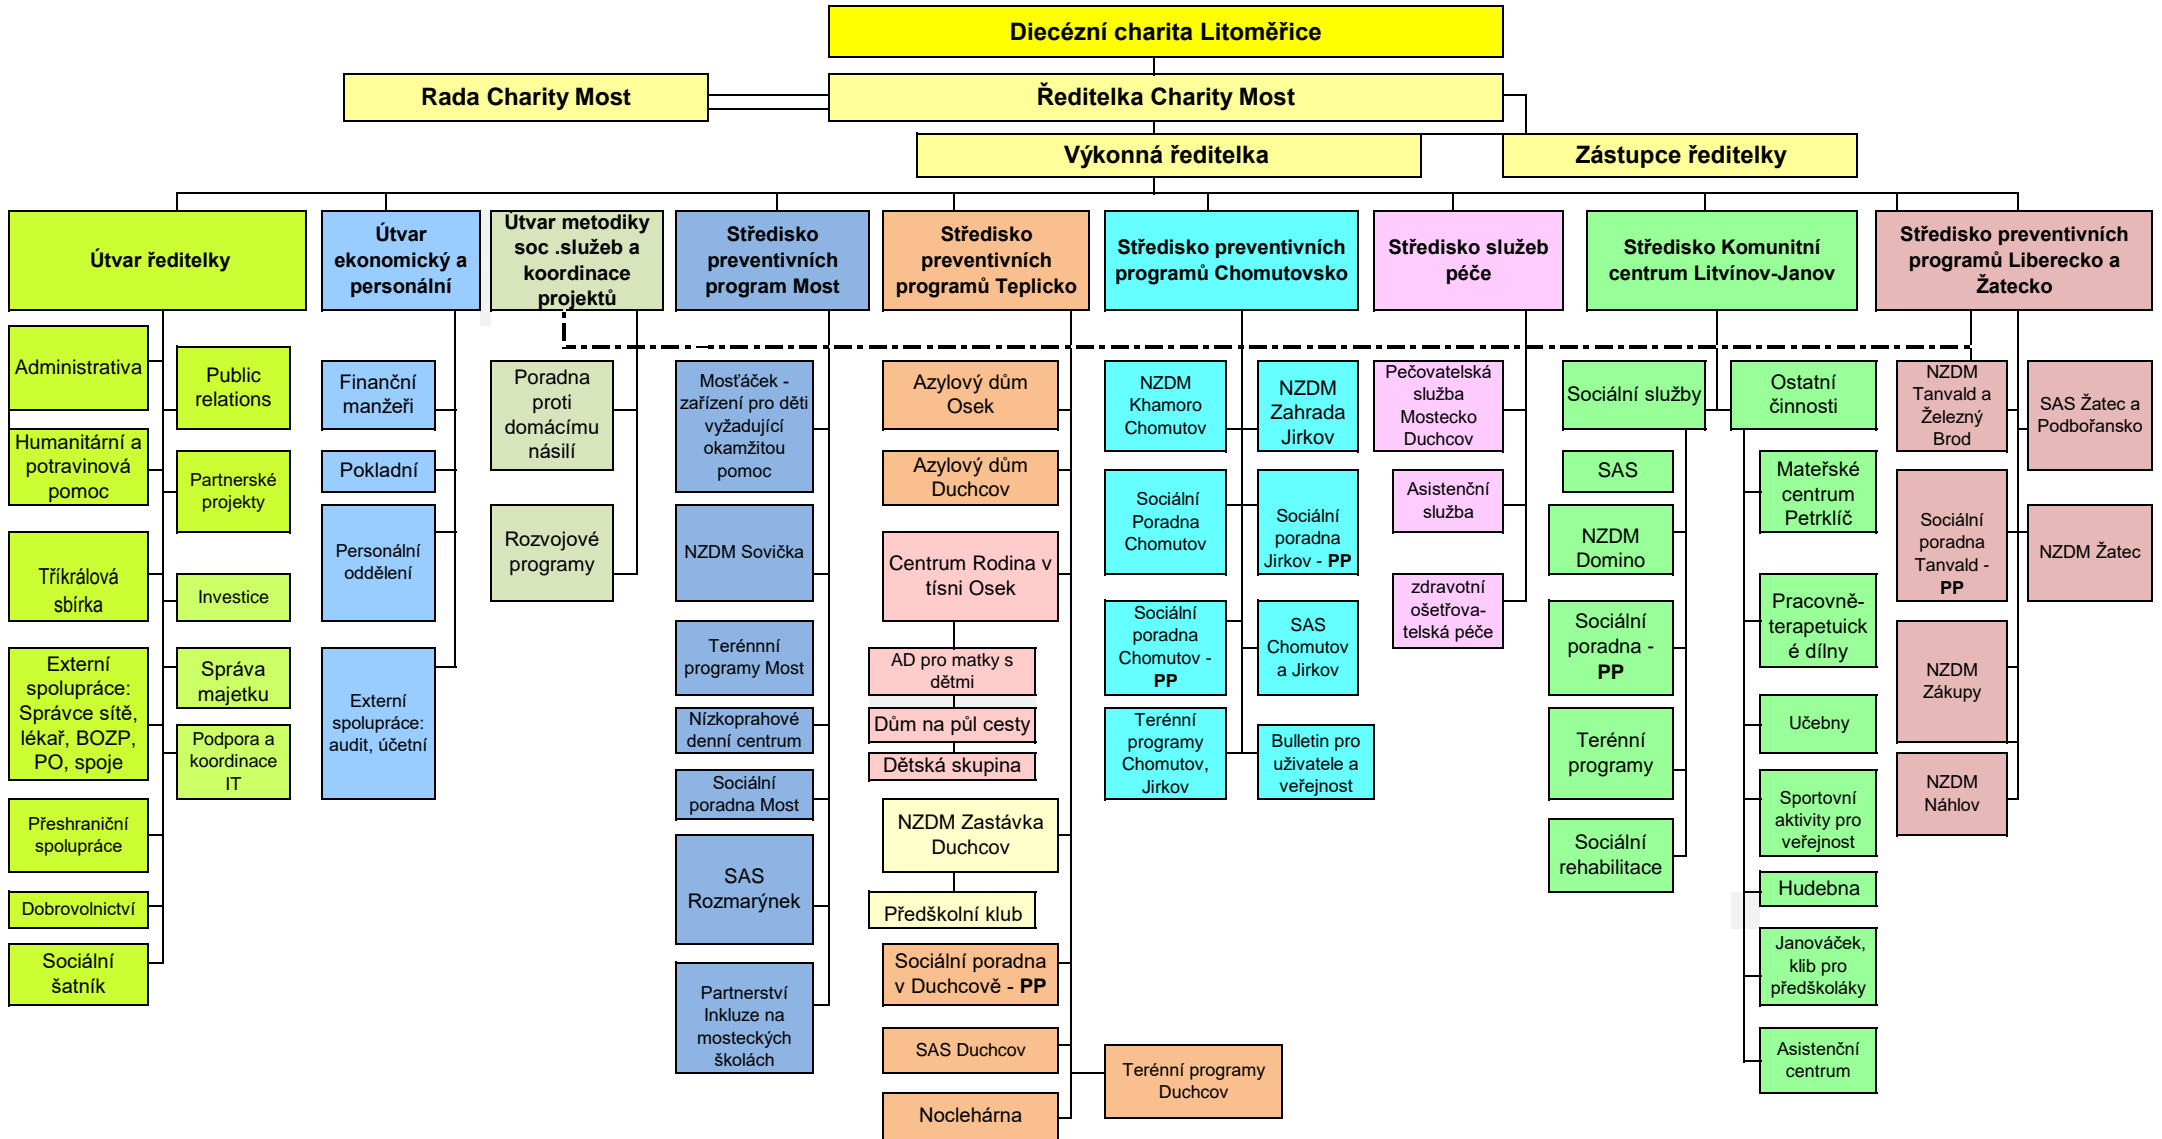 Diecézní charita Litoměřice
Rada Charity Most
Ředitelka Charity Most
Výkonná ředitelka
Zástupce ředitelky
Útvar ředitelky
Útvar
ekonomický a
personální
Útvar metodiky
soc .služeb a
koordinace
projektů
Středisko
preventivních
program Most
Středisko
preventivních
programů Teplicko
Středisko preventivních
programů Chomutovsko
Středisko služeb
péče
Středisko Komunitní
centrum Litvínov-Janov
Středisko preventivních
programů Liberecko a
Žatecko
Administrativa
Public
relations
Humanitární a
potravinová
pomoc
Partnerské
projekty
Tříkrálová
sbírka
Investice
Externí
spolupráce:
Správce sítě,
lékař, BOZP,
PO, spoje
Správa
majetku
Podpora a
koordinace
IT
Přeshraniční
spolupráce
Dobrovolnictví
Sociální
šatník
Finanční
manžeři
Pokladní
Personální
oddělení
Externí
spolupráce:
audit, účetní
Poradna
proti
domácímu
násilí
Rozvojové
programy
Mosťáček -
zařízení pro děti
vyžadující
okamžitou
pomoc
NZDM Sovička
Terénnní
programy Most
Nízkoprahové
denní centrum
Sociální
poradna Most
SAS
Rozmarýnek
Partnerství
Inkluze na
mosteckých
školách
Azylový dům
Osek
Azylový dům
Duchcov
Centrum Rodina v
tísni Osek
AD pro matky s
dětmi
Dům na půl cesty
Dětská skupina
NZDM Zastávka
Duchcov
Předškolní klub
Sociální poradna
v Duchcově - PP
SAS Duchcov
Noclehárna
Terénní programy
Duchcov
NZDM
Khamoro
Chomutov
NZDM
Zahrada
Jirkov
Sociální
Poradna
Chomutov
Sociální
poradna
Jirkov - PP
Sociální
poradna
Chomutov -
PP
SAS
Chomutov
a Jirkov
Terénní
programy
Chomutov,
Jirkov
Bulletin pro
uživatele a
veřejnost
Pečovatelská
služba
Mostecko
Duchcov
Asistenční
služba
zdravotní
ošetřova-
telská péče
Sociální služby
Ostatní
činnosti
SAS
NZDM
Domino
Sociální
poradna -
PP
Terénní
programy
Sociální
rehabilitace
Mateřské
centrum
Petrklíč
Pracovně-
terapetuick
é dílny
Učebny
Sportovní
aktivity pro
veřejnost
Hudebna
Janováček,
klib pro
předškoláky
Asistenční
centrum
NZDM
Tanvald a
Železný
Brod
SAS Žatec a
Podbořansko
Sociální
poradna
Tanvald -
PP
NZDM Žatec
NZDM
Zákupy
NZDM
Náhlov